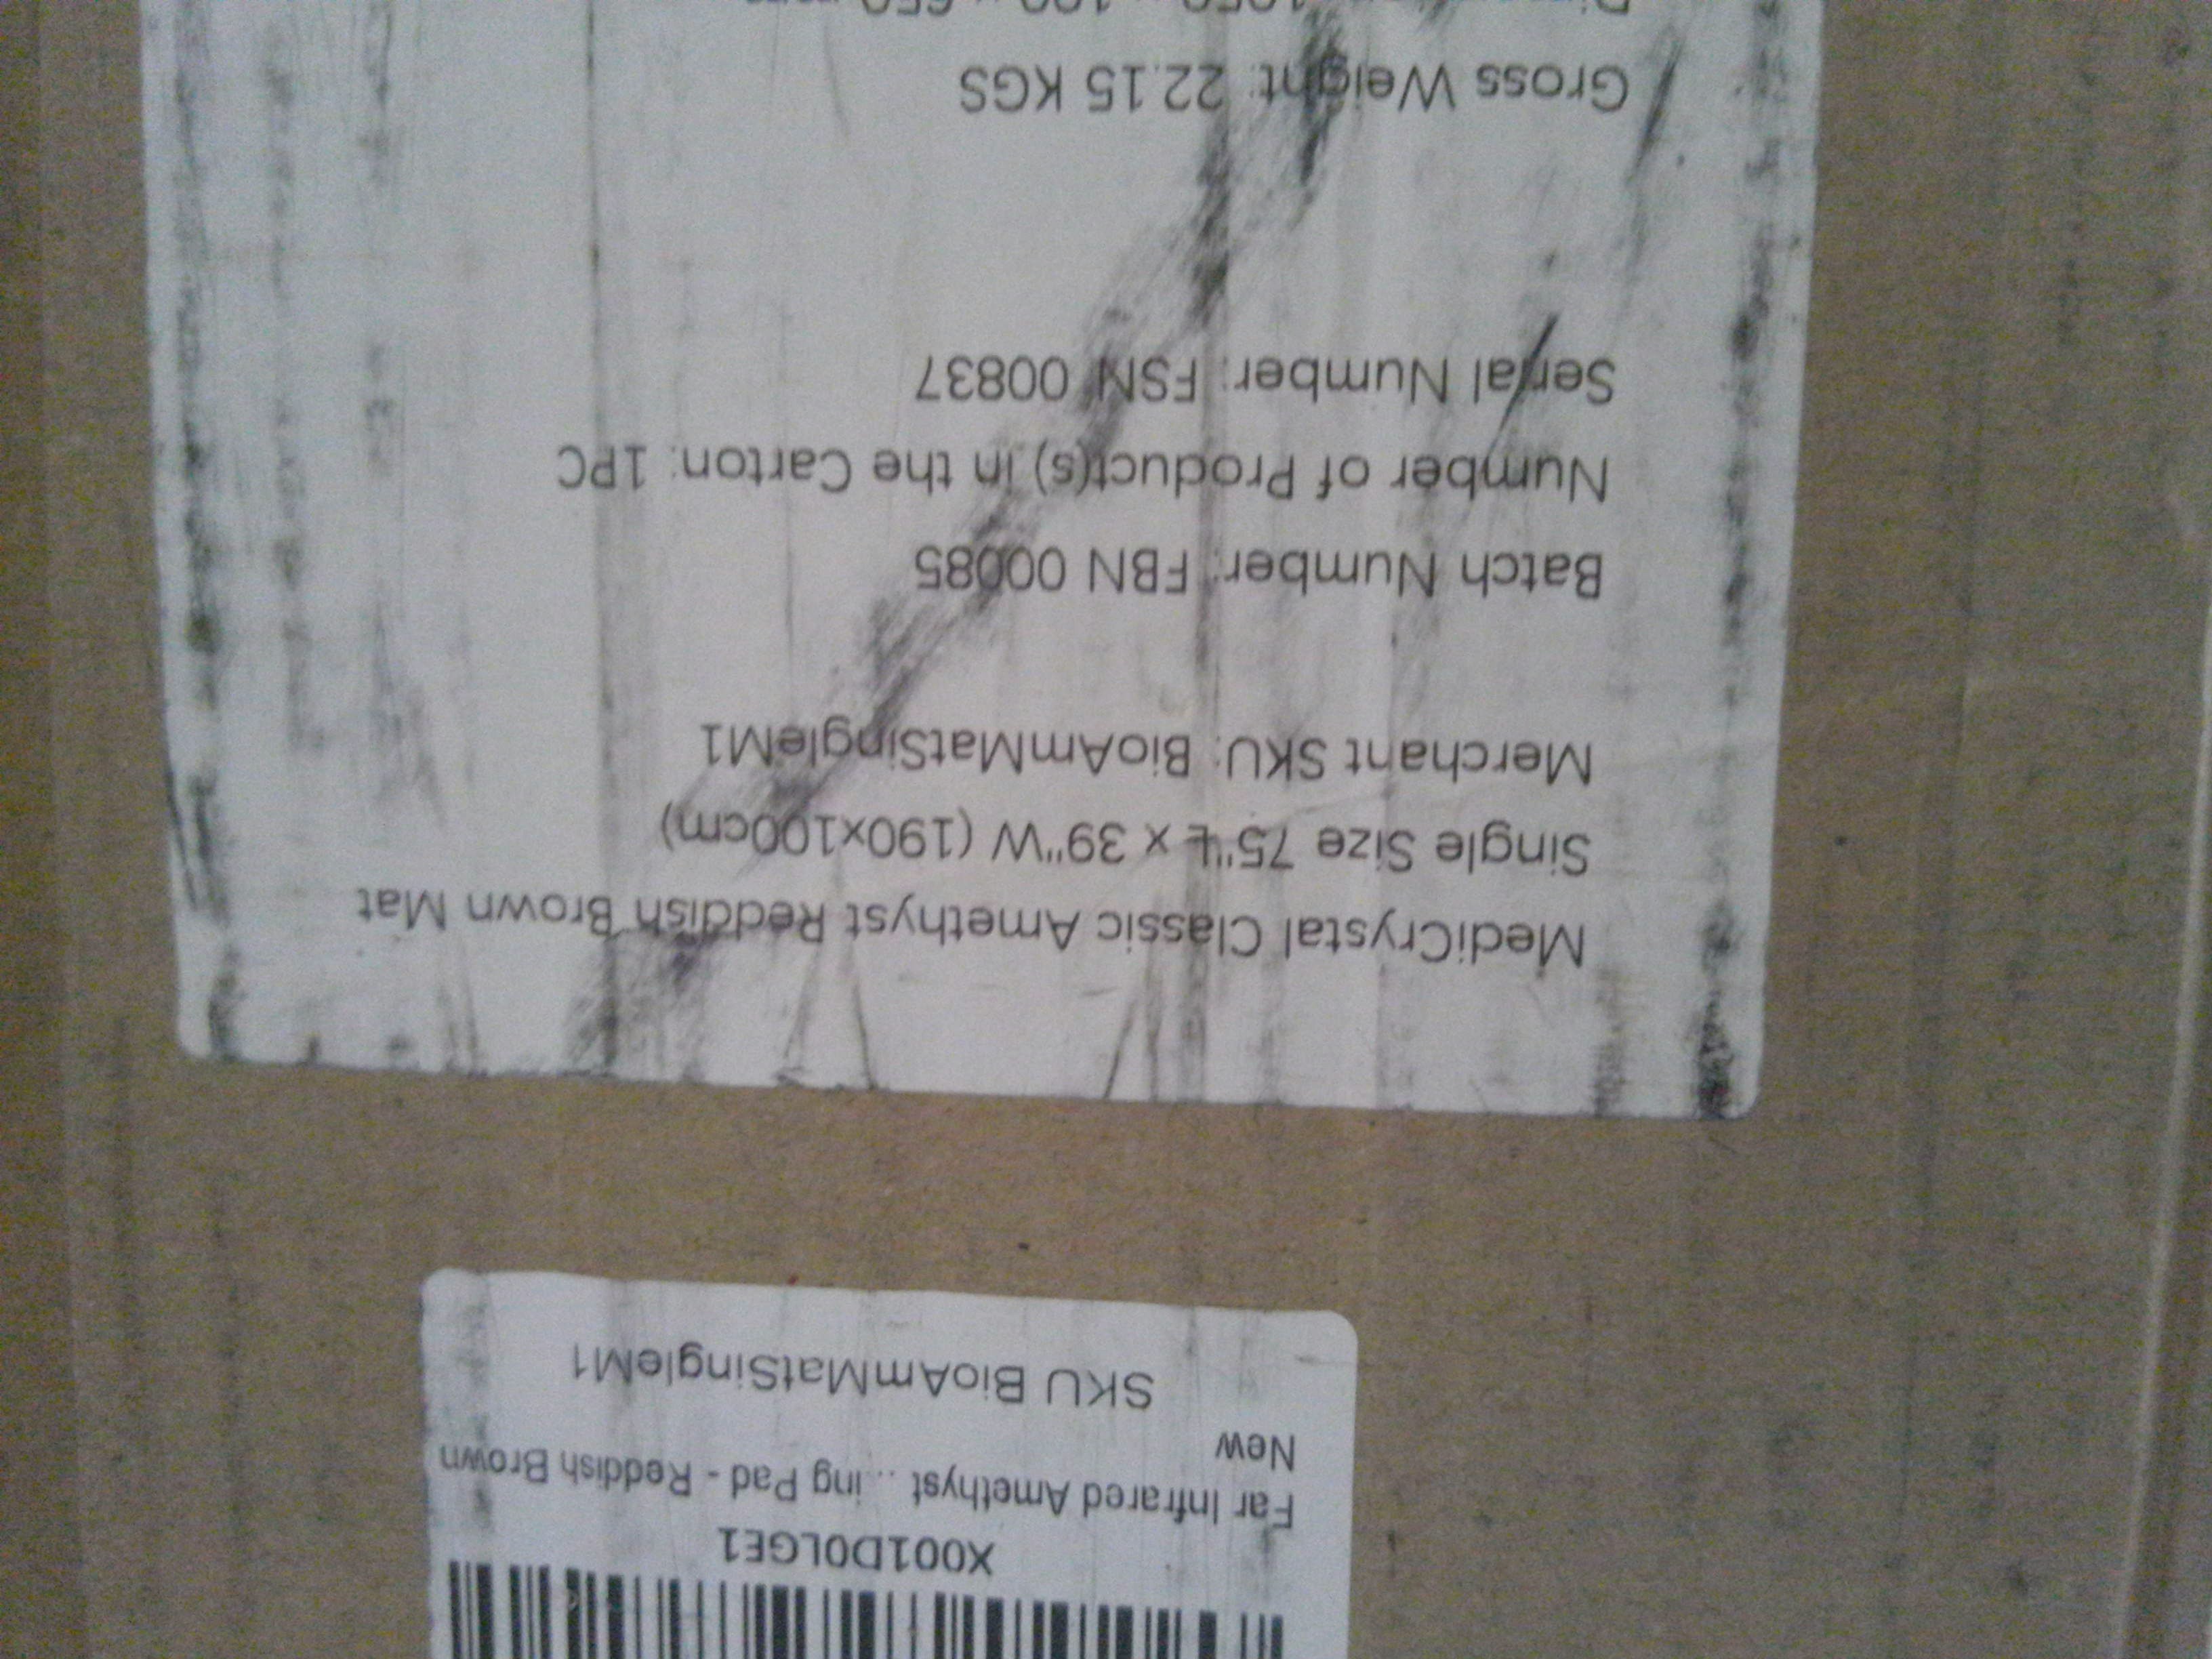 X001D0LGE1
Far Infrared Amethyst ...ing Pad - Reddish Brown
New
SKU BioAmMatSingleM1
MediCrystal Classic Amethyst Reddish Brown Mat
Single Size 75"L x 39"W (190x100cm)
Merchant SKU: BioAmMatSingleM1
Batch Number: FBN 00085
Number of Product(s) in the Carton: 1PC
Serial Number: FSN 00837
Gross Weight: 22.15 KGS